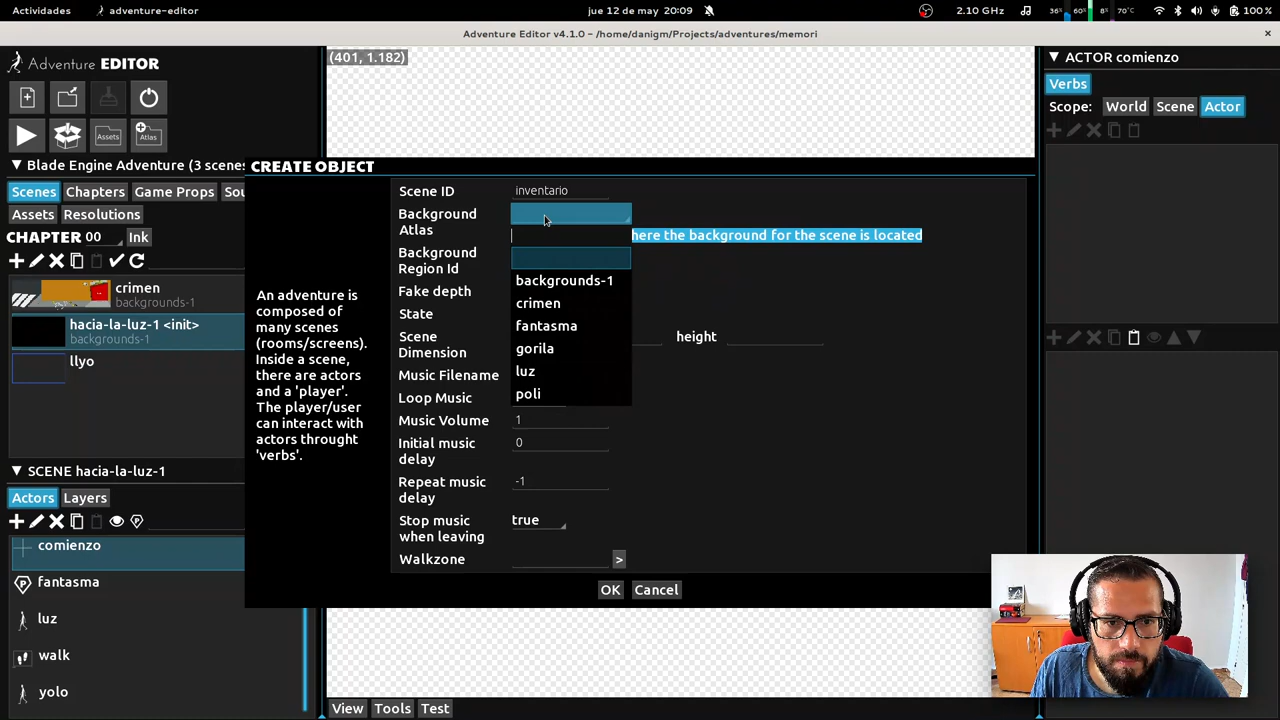 Actividades
adventure-editor
jue 12 de may 20:09
2.10 GHz
36%
60%
8%
70°C
100 %
Adventure Editor v4.1.0 - /home/danigm/Projects/adventures/memori
Adventure EDITOR
Assets
Atlas
▼ Blade Engine Adventure (3 scenes
Scenes
Chapters
Game Props
Sou
Assets
Resolutions
CHAPTER 00
Ink
crimen
backgrounds-1
hacia-la-luz-1 <init>
backgrounds-1
llyo
▼ SCENE hacia-la-luz-1
Actors
Layers
comienzo
fantasma
luz
walk
yolo
(401, 1.182)
CREATE OBJECT
An adventure is
composed of
many scenes
(rooms/screens).
Inside a scene,
there are actors
and a 'player'.
The player/user
can interact with
actors throught
'verbs'.
Scene ID
inventario
Background
Atlas
here the background for the scene is located
Background
Region Id
backgrounds-1
crimen
fantasma
gorila
luz
poli
Fake depth
State
Scene
Dimension
height
Music Filename
Loop Music
Music Volume
1
Initial music
delay
0
Repeat music
delay
-1
Stop music
when leaving
true
Walkzone
>
OK
Cancel
View
Tools
Test
▼ ACTOR comienzo
Verbs
Scope:
World
Scene
Actor